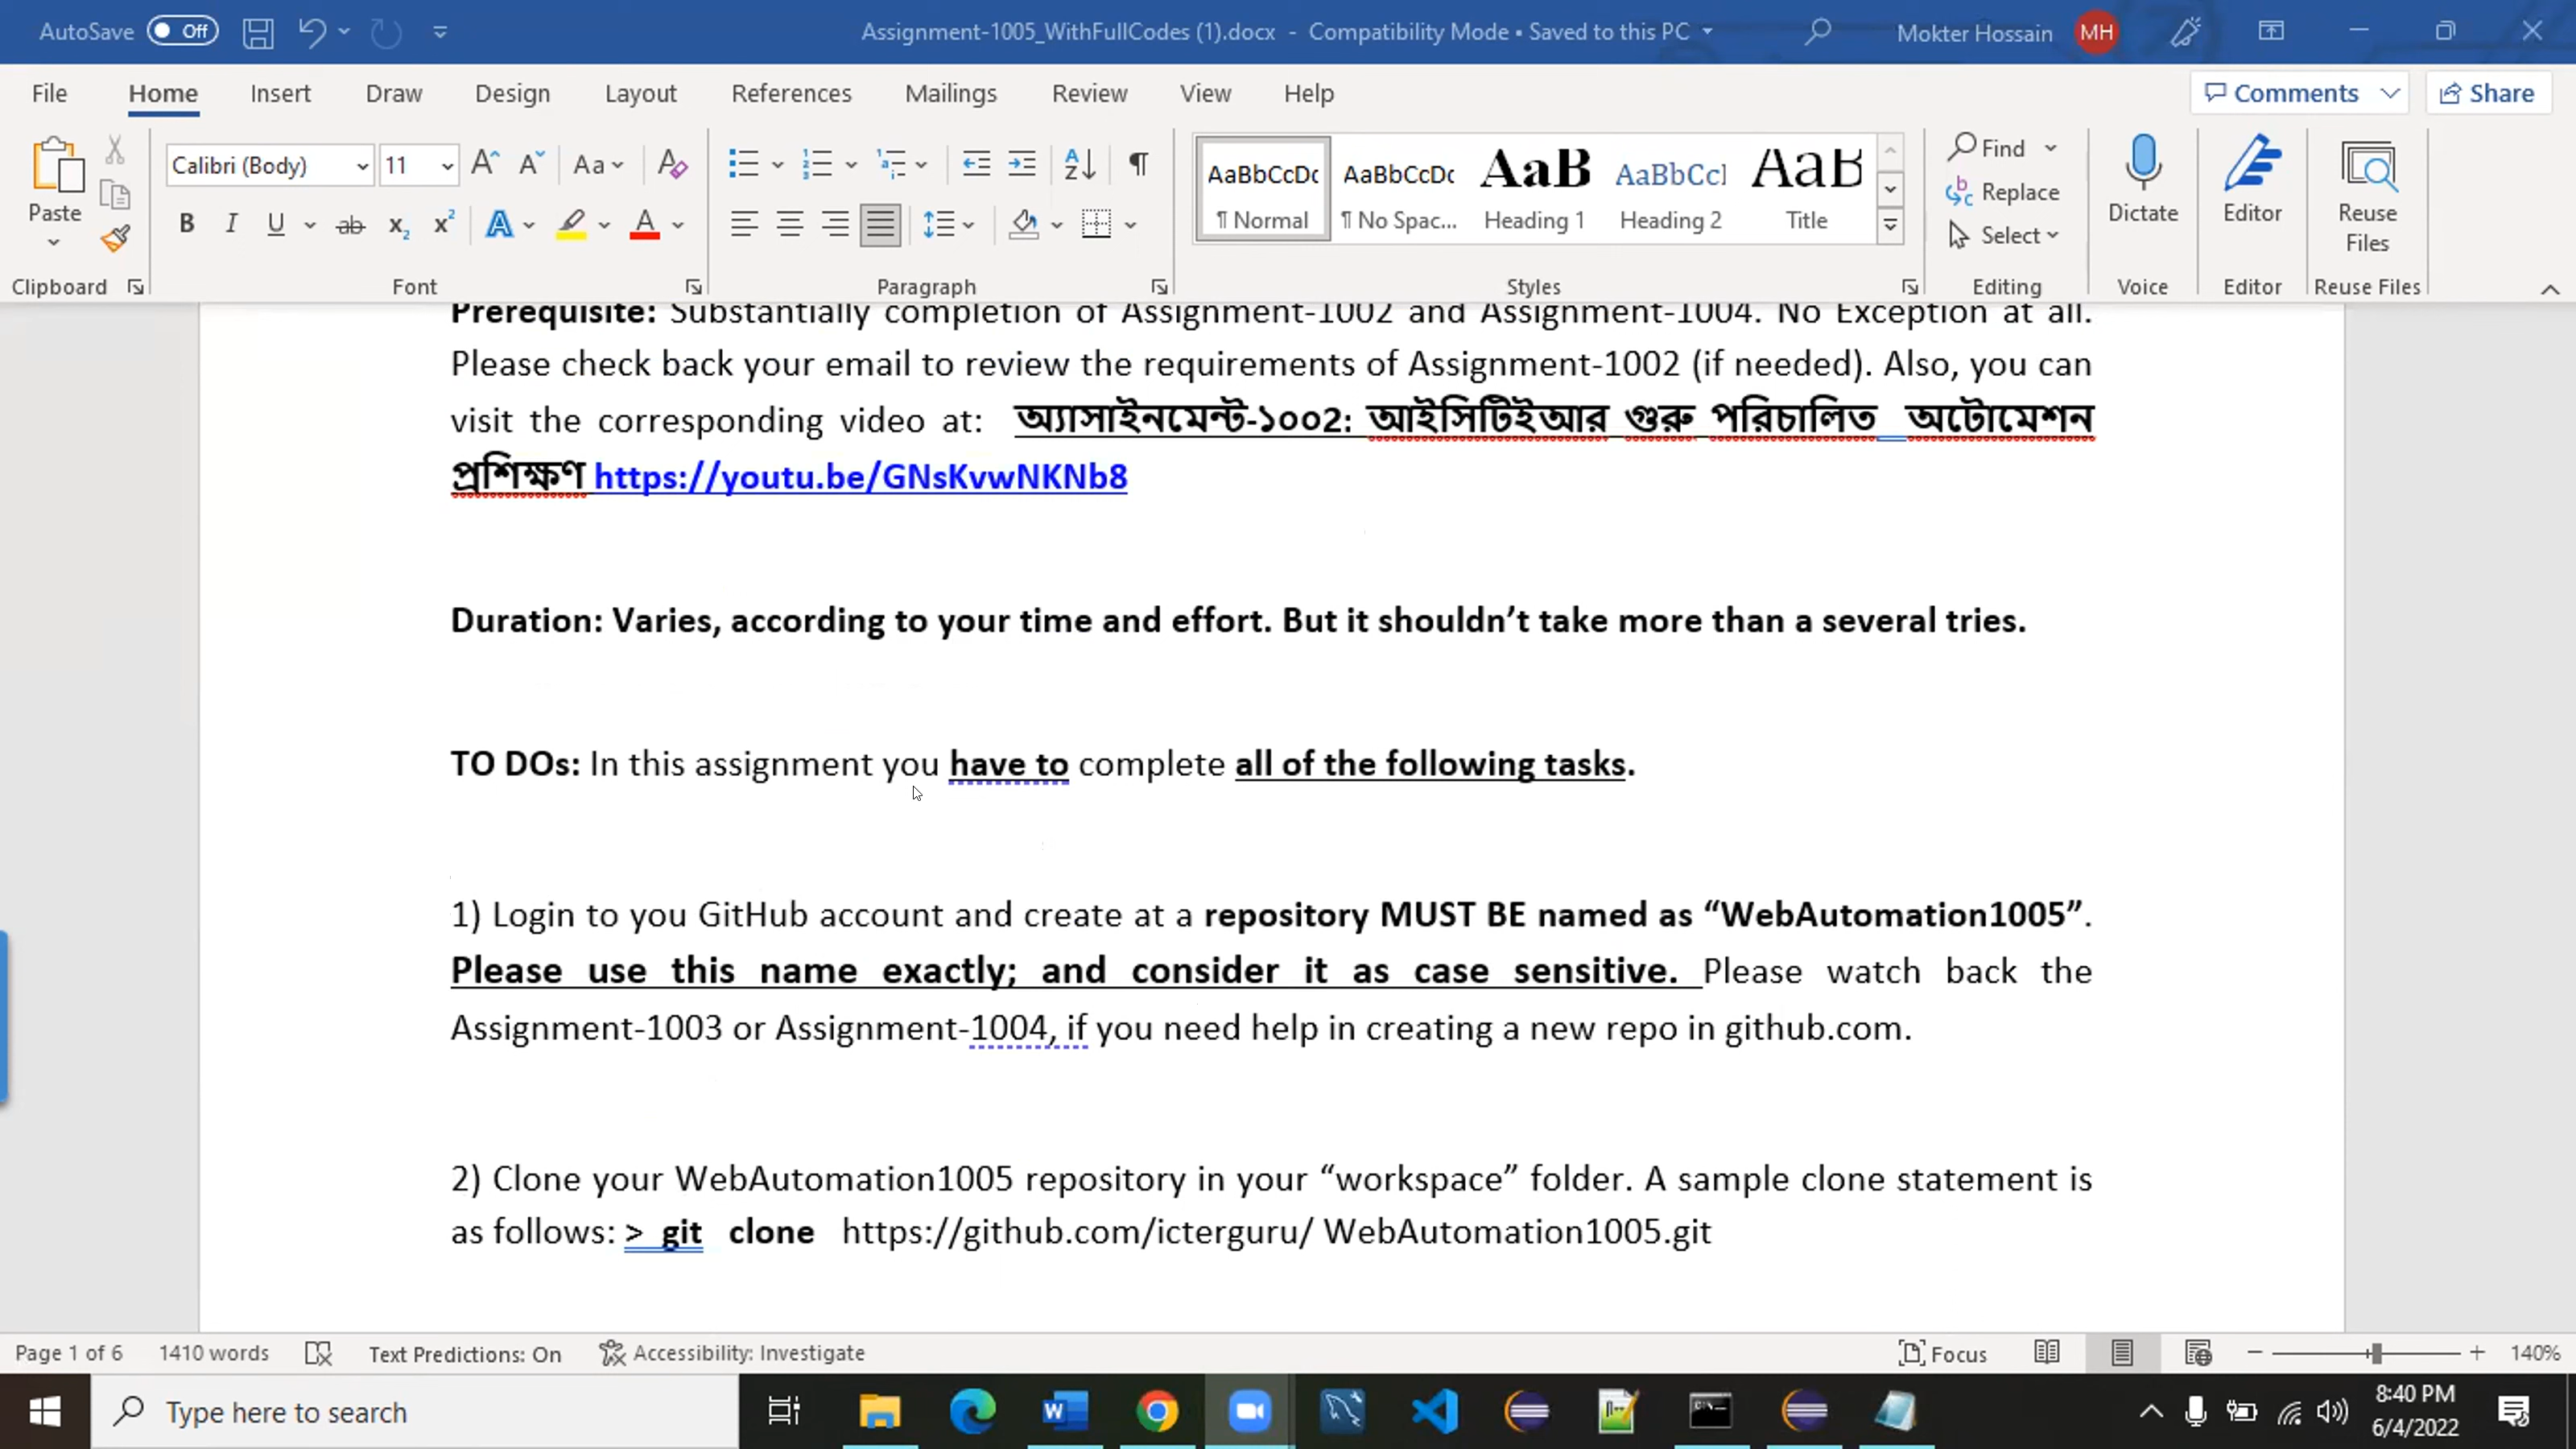 AutoSave Off Assignment-1005_WithFullCodes (1).docx - Compatibility Mode • Saved to this PC Mokter Hossain MH
File Home Insert Draw Design Layout References Mailings Review View Help Comments Share
Paste Calibri (Body) 11 Aa AaBbCcDc AaBbCcDc AaB AaBbCcl AaB Find Replace Select Dictate Editor Reuse Files
¶ Normal ¶ No Spac... Heading 1 Heading 2 Title
Clipboard Font Paragraph Styles Editing Voice Editor Reuse Files
Prerequisite: Substantially completion of Assignment-1002 and Assignment-1004. No Exception at all.
Please check back your email to review the requirements of Assignment-1002 (if needed). Also, you can
visit the corresponding video at: অ্যাসাইনমেন্ট-১০০2: আইসিটিইআর গুরু পরিচালিত অটোমেশন
প্রশিক্ষণ https://youtu.be/GNsKvwNKNb8
Duration: Varies, according to your time and effort. But it shouldn’t take more than a several tries.
TO DOs: In this assignment you have to complete all of the following tasks.
1) Login to you GitHub account and create at a repository MUST BE named as “WebAutomation1005”.
Please use this name exactly; and consider it as case sensitive. Please watch back the
Assignment-1003 or Assignment-1004, if you need help in creating a new repo in github.com.
2) Clone your WebAutomation1005 repository in your “workspace” folder. A sample clone statement is
as follows: > git clone https://github.com/icterguru/ WebAutomation1005.git
Page 1 of 6 1410 words Text Predictions: On Accessibility: Investigate Focus 140%
Type here to search 8:40 PM
6/4/2022